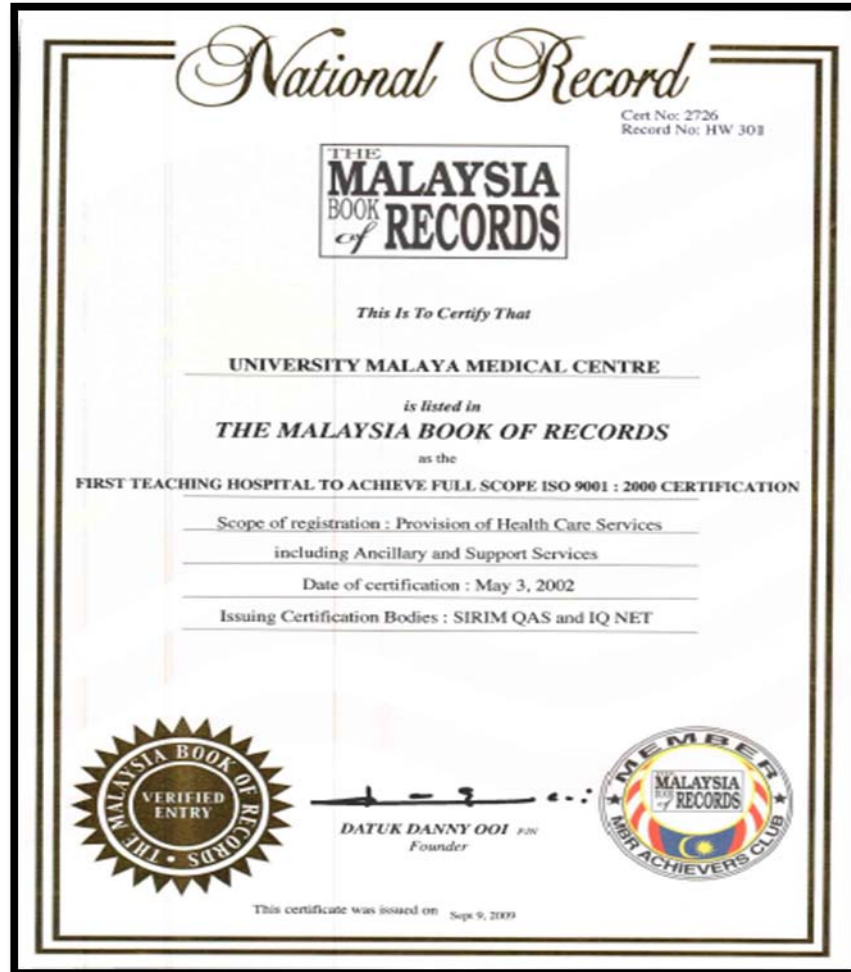 National Record
Cert No: 2726
Record No: HW 301
THE
MALAYSIA
BOOK
of RECORDS
This Is To Certify That
UNIVERSITY MALAYA MEDICAL CENTRE
is listed in
THE MALAYSIA BOOK OF RECORDS
as the
FIRST TEACHING HOSPITAL TO ACHIEVE FULL SCOPE ISO 9001 : 2000 CERTIFICATION
Scope of registration : Provision of Health Care Services
including Ancillary and Support Services
Date of certification : May 3, 2002
Issuing Certification Bodies : SIRIM QAS and IQ NET
THE MALAYSIA BOOK OF RECORDS
VERIFIED
ENTRY
DATUK DANNY OOI
Founder
MEMBER
THE
MALAYSIA
BOOK
of RECORDS
MBR ACHIEVERS CLUB
This certificate was issued on Sept 9, 2009